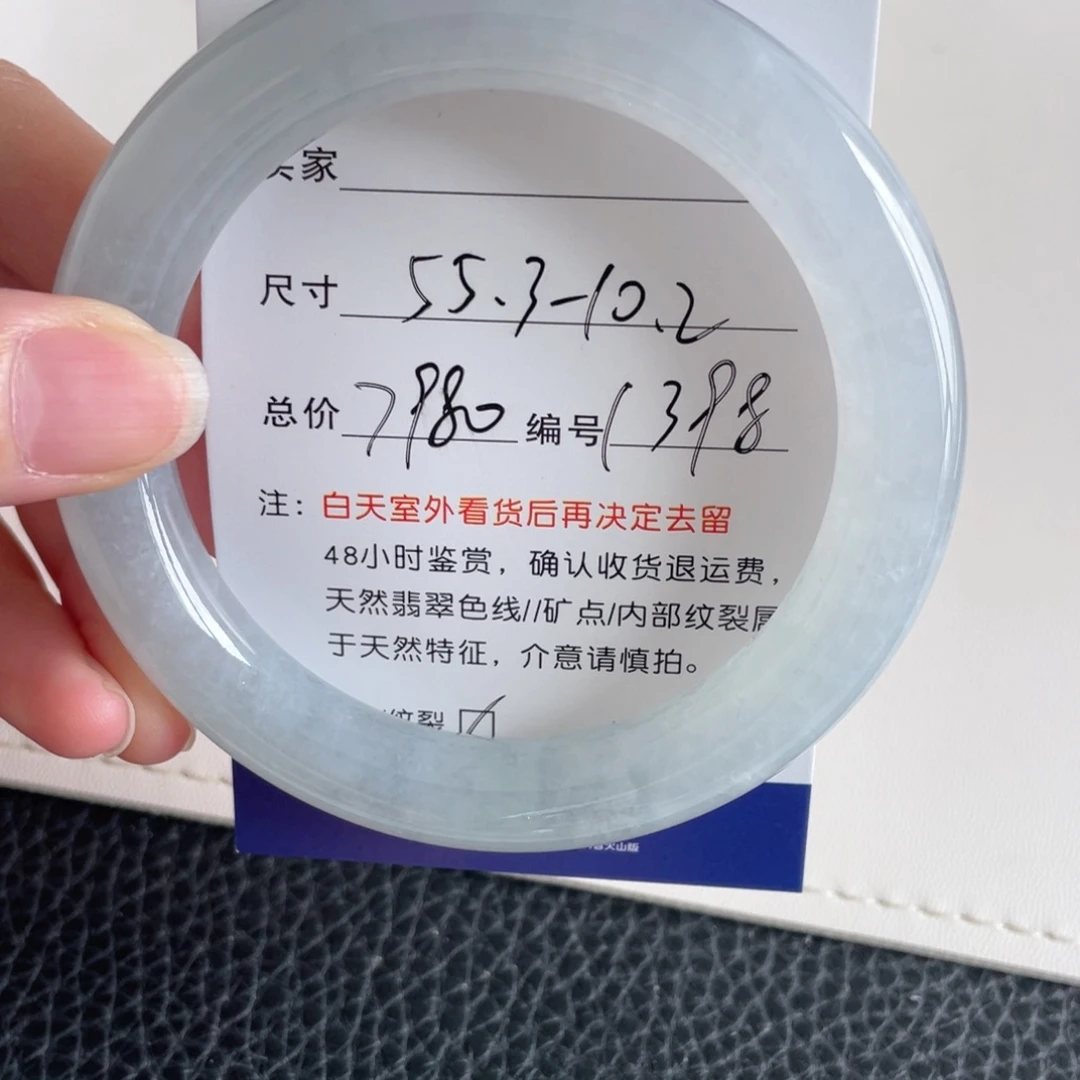 家
尺寸 55.3-10.2
总价 7980 编号 1398
注：白天室外看货后再决定去留
48小时鉴赏，确认收货退运费，
天然翡翠色线//矿点/内部纹裂属
于天然特征，介意请慎拍。
纹裂